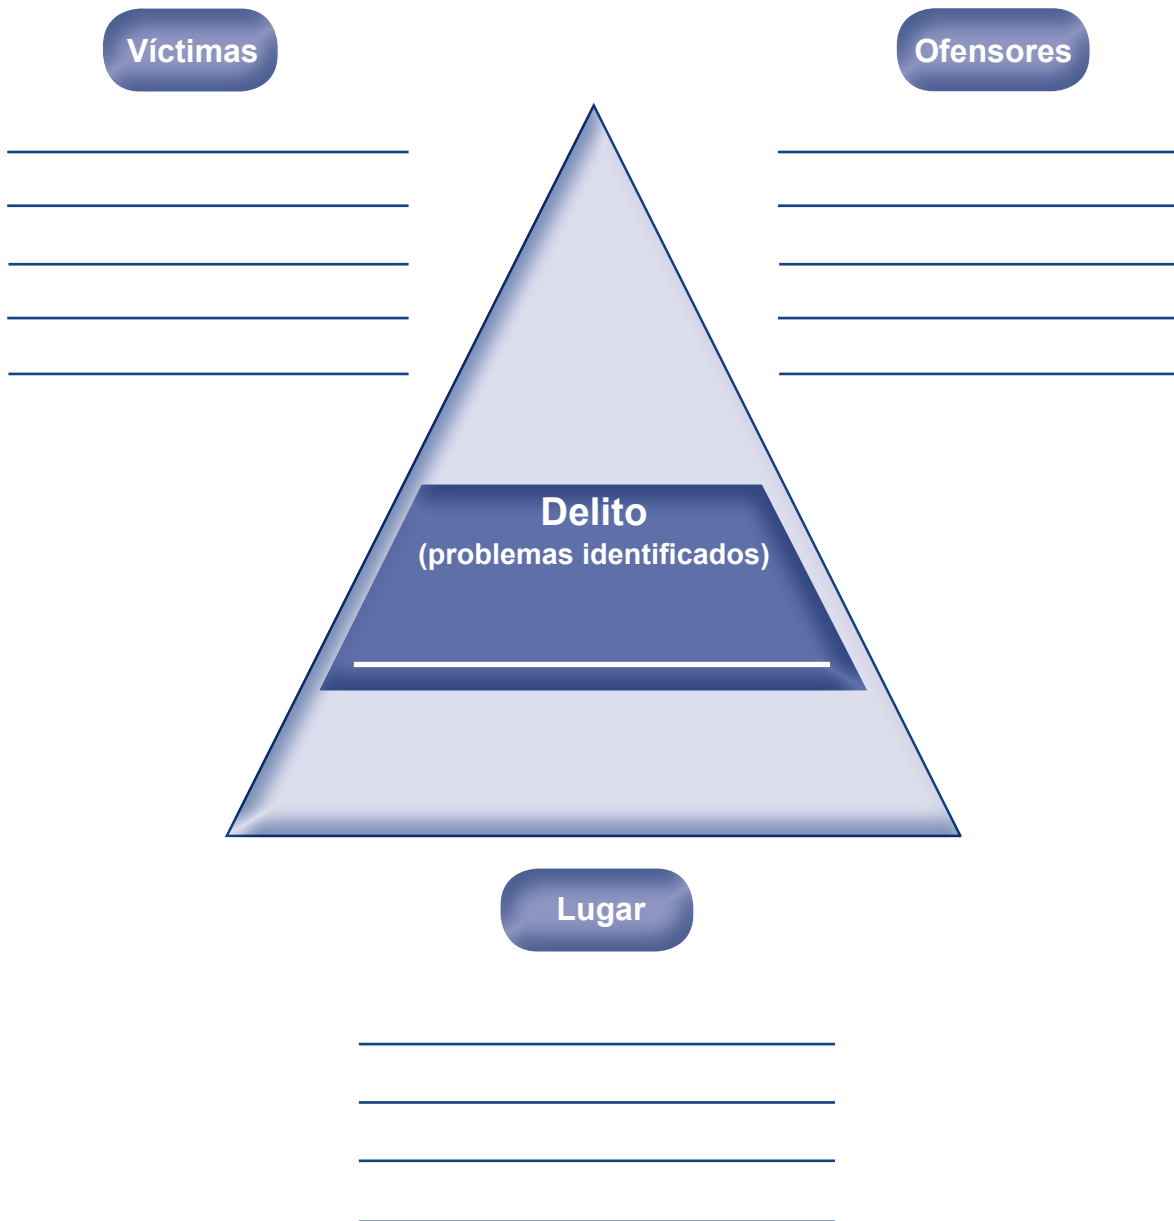 Víctimas
Ofensores
Delito
(problemas identificados)
Lugar